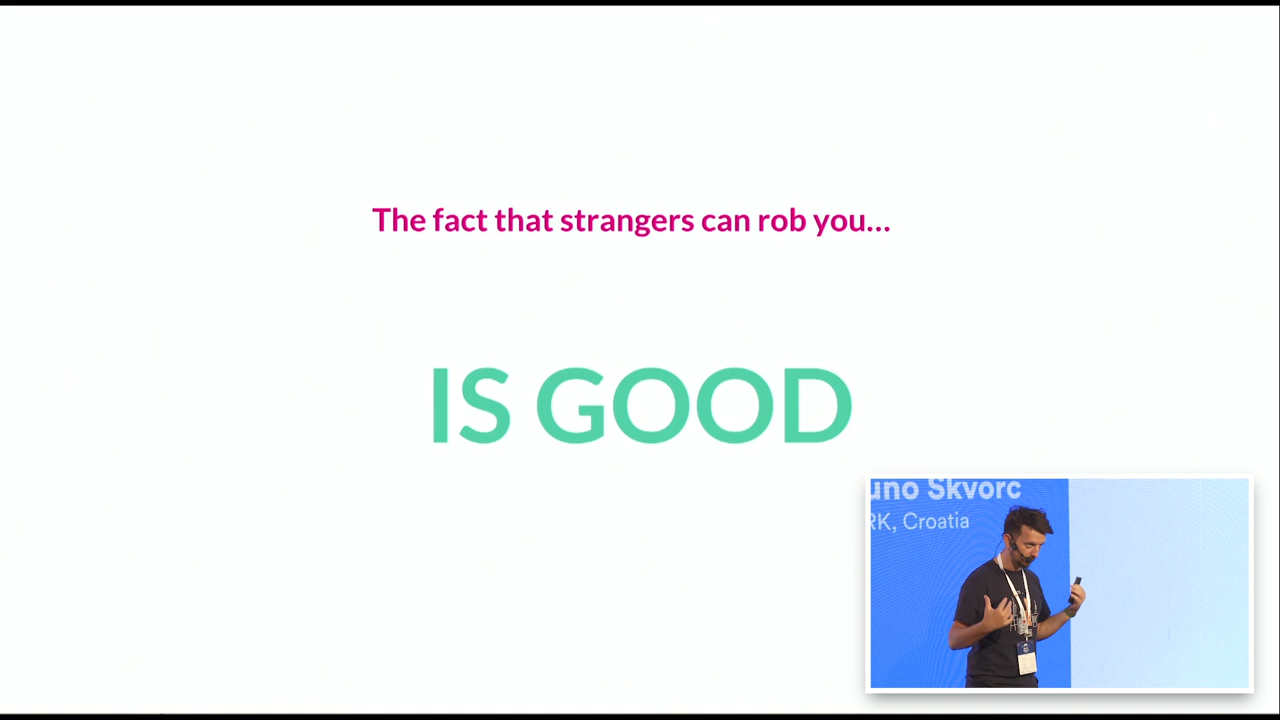 The fact that strangers can rob you...
IS GOOD
uno Skvorc
RK, Croatia